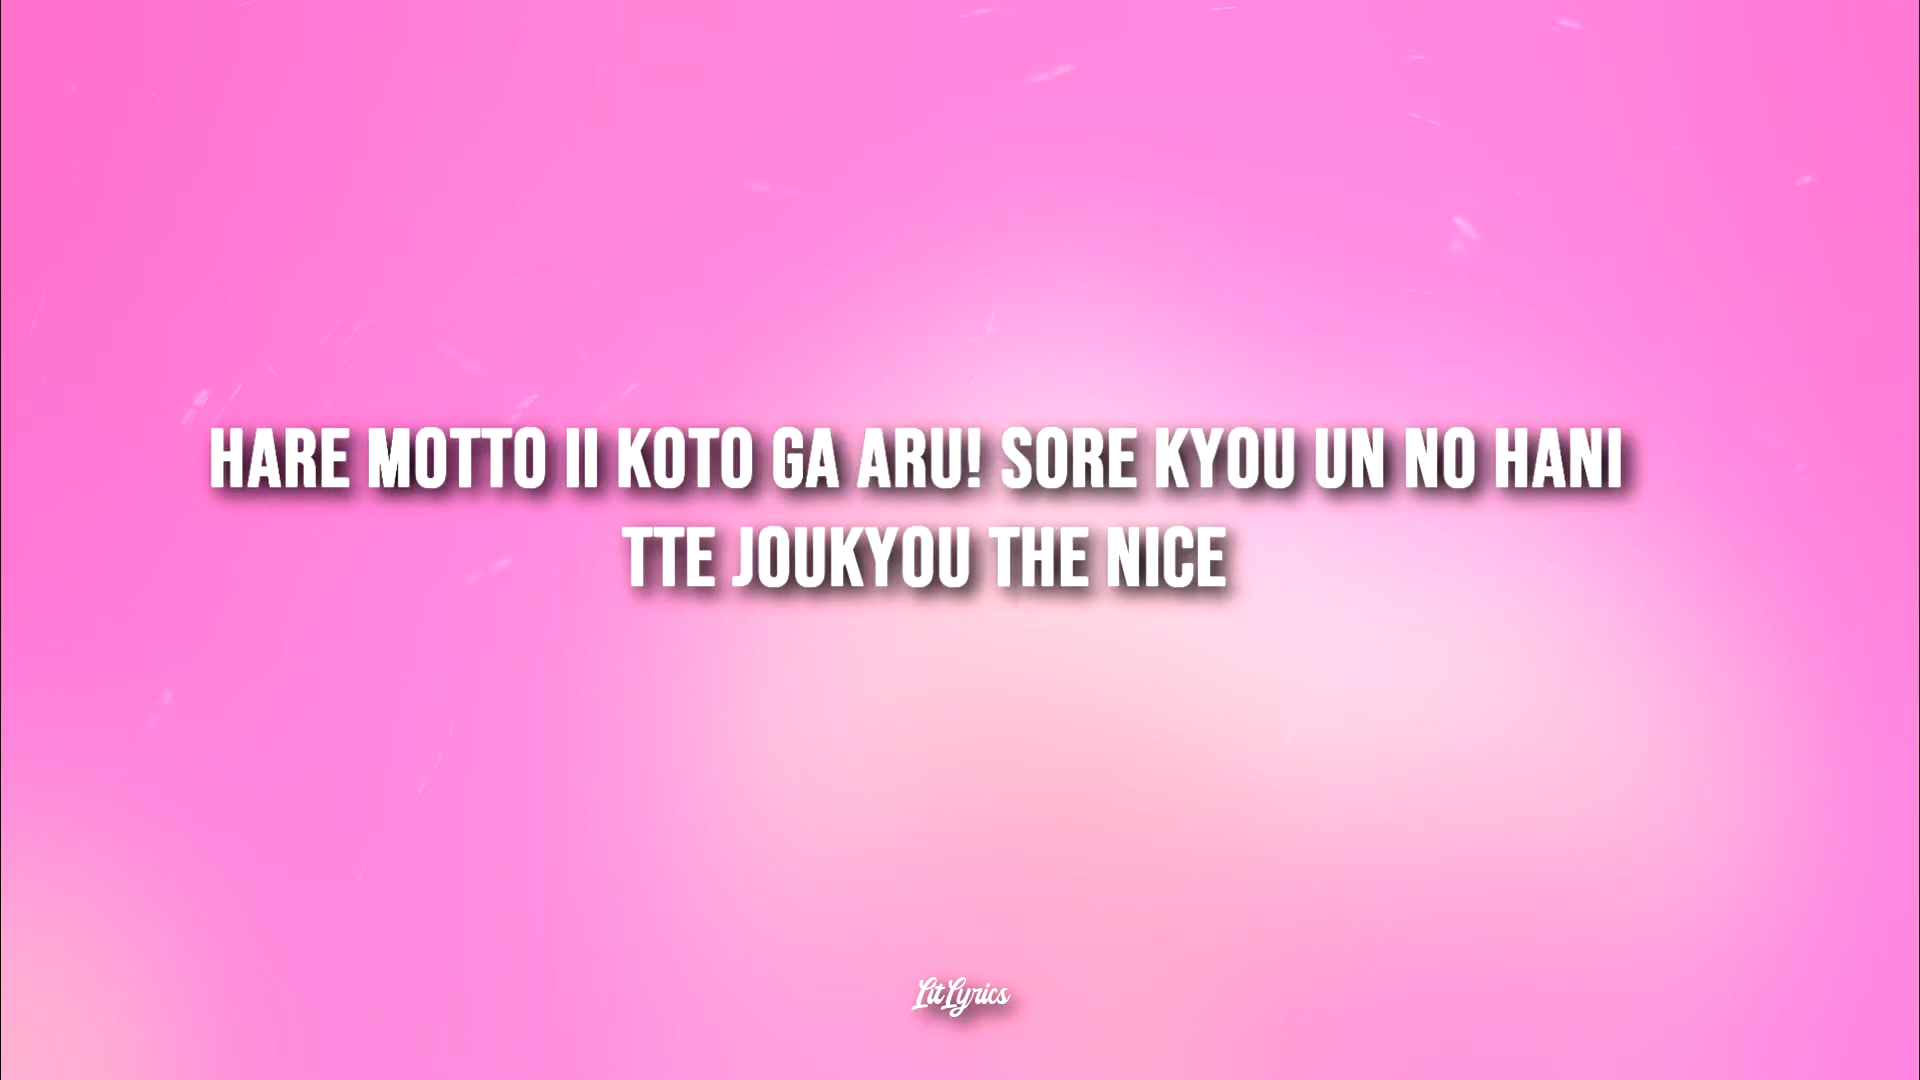 HARE MOTTO II KOTO GA ARU! SORE KYOU UN NO HANI
TTE JOUKYOU THE NICE
LitLyrics